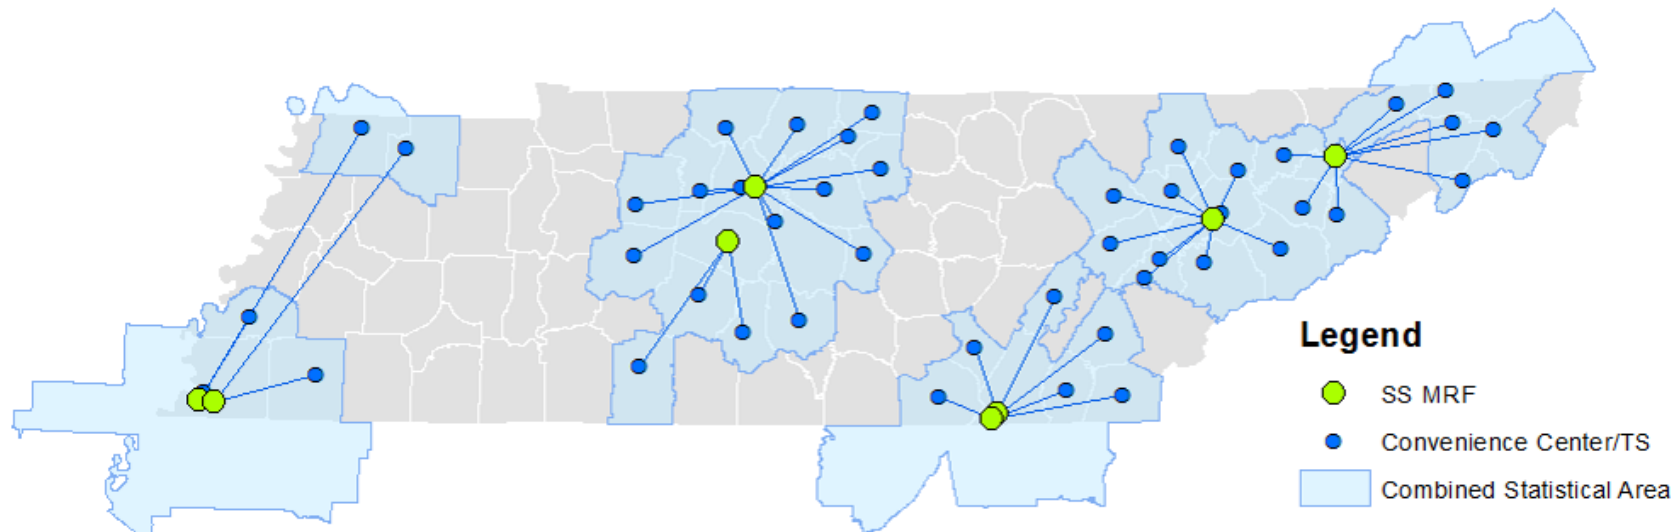 Legend
SS MRF
Convenience Center/TS
Combined Statistical Area